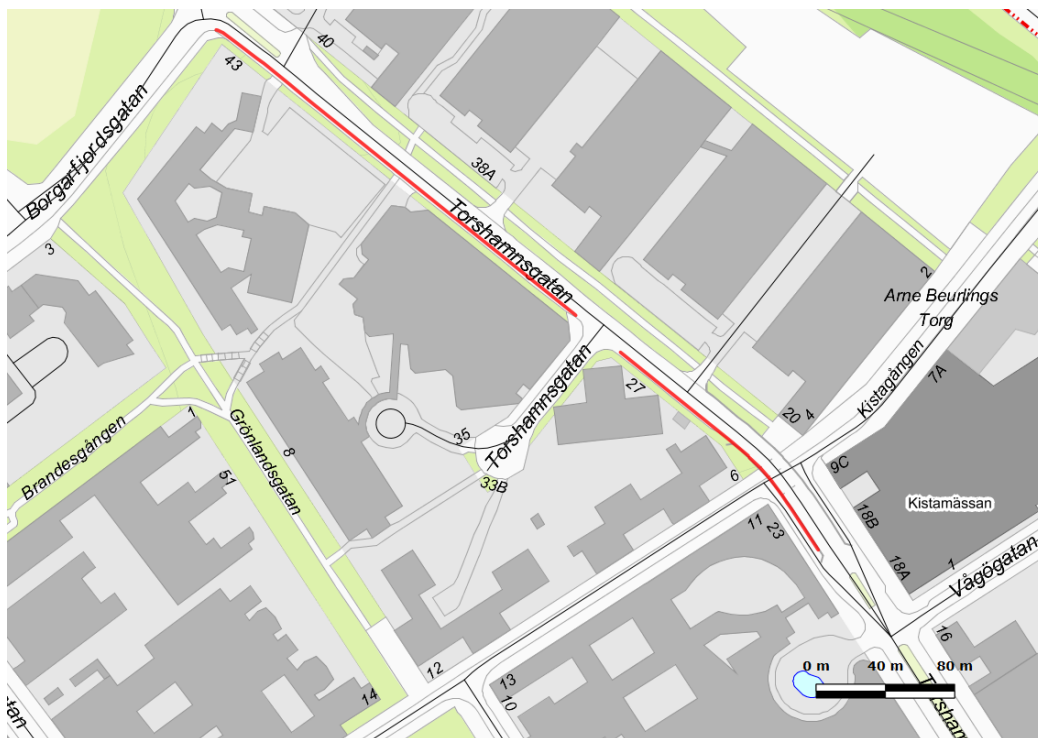 40
43
Borgarfjordsgatan
38A
Torshamnsgatan
3
2
Arne Beurlings
Torg
Kistagången
7A
27
20
4
Torshamnsgatan
35
33B
6
9C
1
8
Grönlandsgatan
51
Brandesgången
11
23
18B
18A
Kistamässan
1
Vågögatan
16
12
14
13
10
0 m
40 m
80 m
Torsham
atan